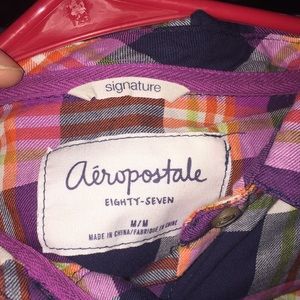 signature
aéropostale
EIGHTY-SEVEN
M/M
MADE IN CHINA/FABRIQUÉ EN CHINE